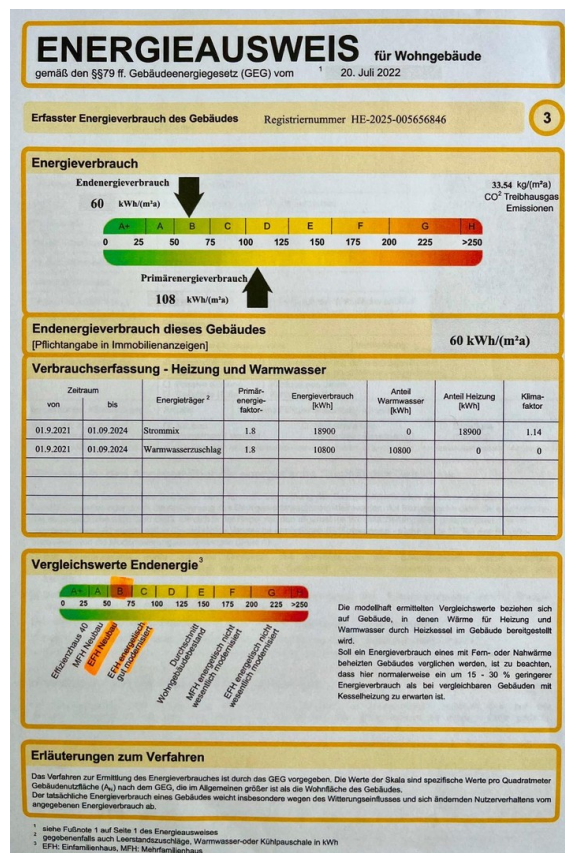 ENERGIEAUSWEIS für Wohngebäude
gemäß den §§79 ff. Gebäudeenergiegesetz (GEG) vom 1 20. Juli 2022
Erfasster Energieverbrauch des Gebäudes Registriernummer HE-2025-005656846 3
Energieverbrauch
Endenergieverbrauch
60 kWh/(m²a)
33.54 kg/(m²a)
CO² Treibhausgas
Emissionen
A+ A B C D E F G H
0 25 50 75 100 125 150 175 200 225 >250
Primärenergieverbrauch
108 kWh/(m²a)
Endenergieverbrauch dieses Gebäudes
[Pflichtangabe in Immobilienanzeigen]
60 kWh/(m²a)
Verbrauchserfassung - Heizung und Warmwasser
Zeitraum
von bis
Energieträger 2
Primär-
energie-
faktor-
Energieverbrauch
[kWh]
Anteil
Warmwasser
[kWh]
Anteil Heizung
[kWh]
Klima-
faktor
01.9.2021 01.09.2024 Strommix 1.8 18900 0 18900 1.14
01.9.2021 01.09.2024 Warmwasserzuschlag 1.8 10800 10800 0 0
Vergleichswerte Endenergie 3
A+ A B C D E F G H
0 25 50 75 100 125 150 175 200 225 >250
Effizienzhaus 40
MFH Neubau
EFH Neubau
EFH energetisch
gut modernisiert
Durchschnitt
Wohngebäudebestand
MFH energetisch nicht
wesentlich modernisiert
EFH energetisch nicht
wesentlich modernisiert
Die modellhaft ermittelten Vergleichswerte beziehen sich
auf Gebäude, in denen Wärme für Heizung und
Warmwasser durch Heizkessel im Gebäude bereitgestellt
wird.
Soll ein Energieverbrauch eines mit Fern- oder Nahwärme
beheizten Gebäudes verglichen werden, ist zu beachten,
dass hier normalerweise ein um 15 - 30 % geringerer
Energieverbrauch als bei vergleichbaren Gebäuden mit
Kesselheizung zu erwarten ist.
Erläuterungen zum Verfahren
Das Verfahren zur Ermittlung des Energieverbrauches ist durch das GEG vorgegeben. Die Werte der Skala sind spezifische Werte pro Quadratmeter
Gebäudenutzfläche (AN) nach dem GEG, die im Allgemeinen größer ist als die Wohnfläche des Gebäudes.
Der tatsächliche Energieverbrauch eines Gebäudes weicht insbesondere wegen des Witterungseinflusses und sich ändernden Nutzerverhaltens vom
angegebenen Energieverbrauch ab.
1 siehe Fußnote 1 auf Seite 1 des Energieausweises
2 gegebenenfalls auch Leerstandszuschläge, Warmwasser-oder Kühlpauschale in kWh
3 EFH: Einfamilienhaus, MFH: Mehrfamilienhaus